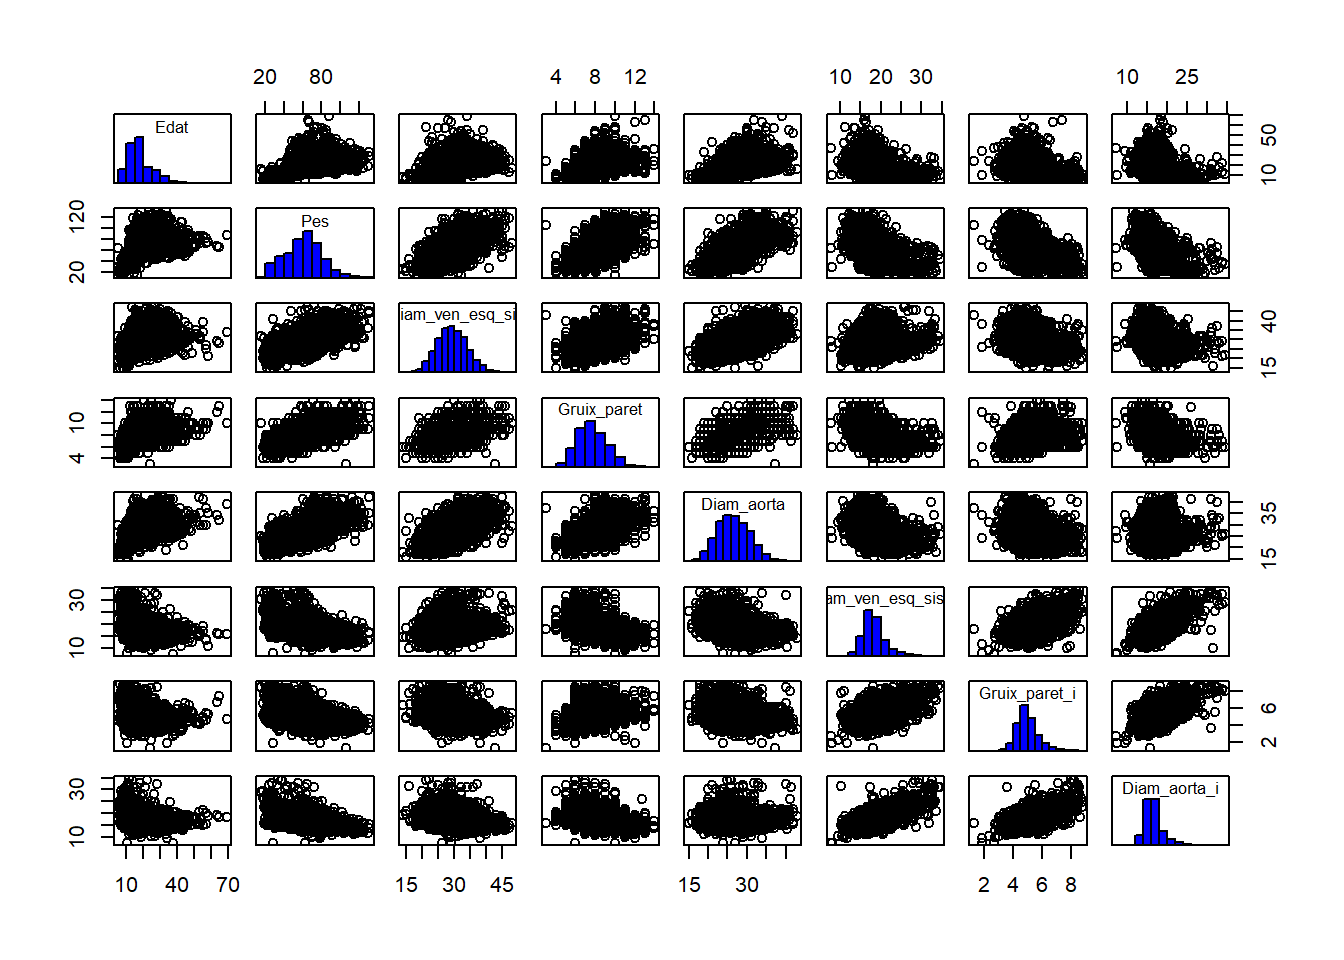 20 80 4 8 12 10 20 30 10 25
Edat
10 50
20 120
Pes
iam_ven_esq_si
15 40
4 10
Gruix_paret
Diam_aorta
15 35
10 30
am_ven_esq_sis
Gruix_paret_i
2 6
10 30
Diam_aorta_i
10 40 70 15 30 45 15 30 2 4 6 8